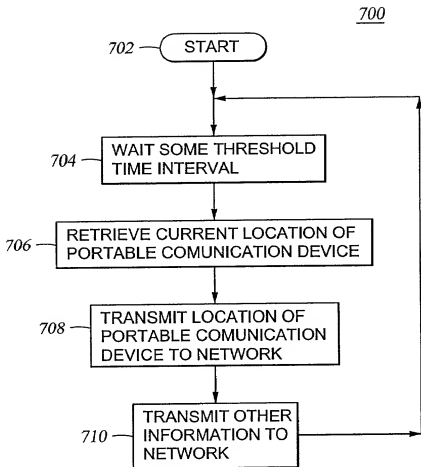 700
702
START
704
WAIT SOME THRESHOLD
TIME INTERVAL
706
RETRIEVE CURRENT LOCATION OF
PORTABLE COMUNICATION DEVICE
708
TRANSMIT LOCATION OF
PORTABLE COMUNICATION
DEVICE TO NETWORK
710
TRANSMIT OTHER
INFORMATION TO
NETWORK